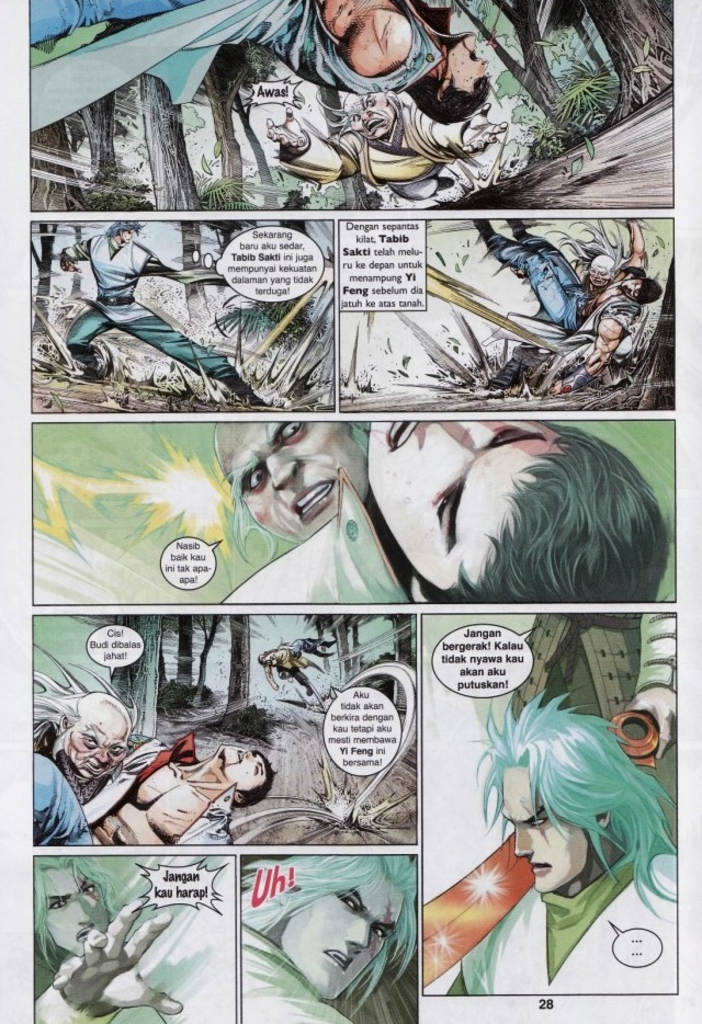 Awas!
Sekarang
baru aku sedar,
Tabib Sakti ini juga
mempunyai kekuatan
dalaman yang tidak
terduga!
Dengan sepantas
kilat, Tabib
Sakti telah melu-
ru ke depan untuk
menampung Yi
Feng sebelum dia
jatuh ke atas tanah.
Nasib
baik kau
ini tak apa-
apa!
Cis!
Budi dibalas
jahat!
Aku
tidak akan
berkira dengan
kau tetapi aku
mesti membawa
Yi Feng ini
bersama!
Jangan
bergerak! Kalau
tidak nyawa kau
akan aku
putuskan!
Jangan
kau harap!
Uh!
...
...
28